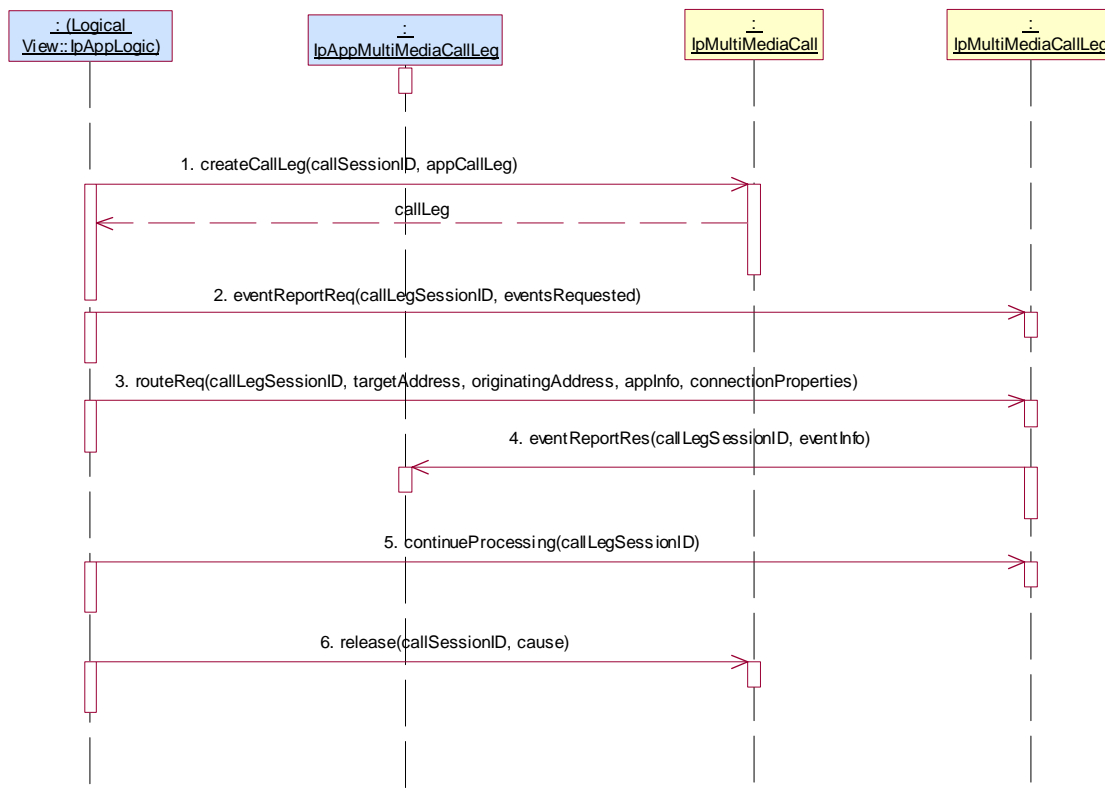 : (Logical
View::IpAppLogic)
:
IpAppMultiMediaCallLeg
:
IpMultiMediaCall
:
IpMultiMediaCallLeg
1. createCallLeg(callSessionID, appCallLeg)
callLeg
2. eventReportReq(callLegSessionID, eventsRequested)
3. routeReq(callLegSessionID, targetAddress, originatingAddress, appInfo, connectionProperties)
4. eventReportRes(callLegSessionID, eventInfo)
5. continueProcessing(callLegSessionID)
6. release(callSessionID, cause)